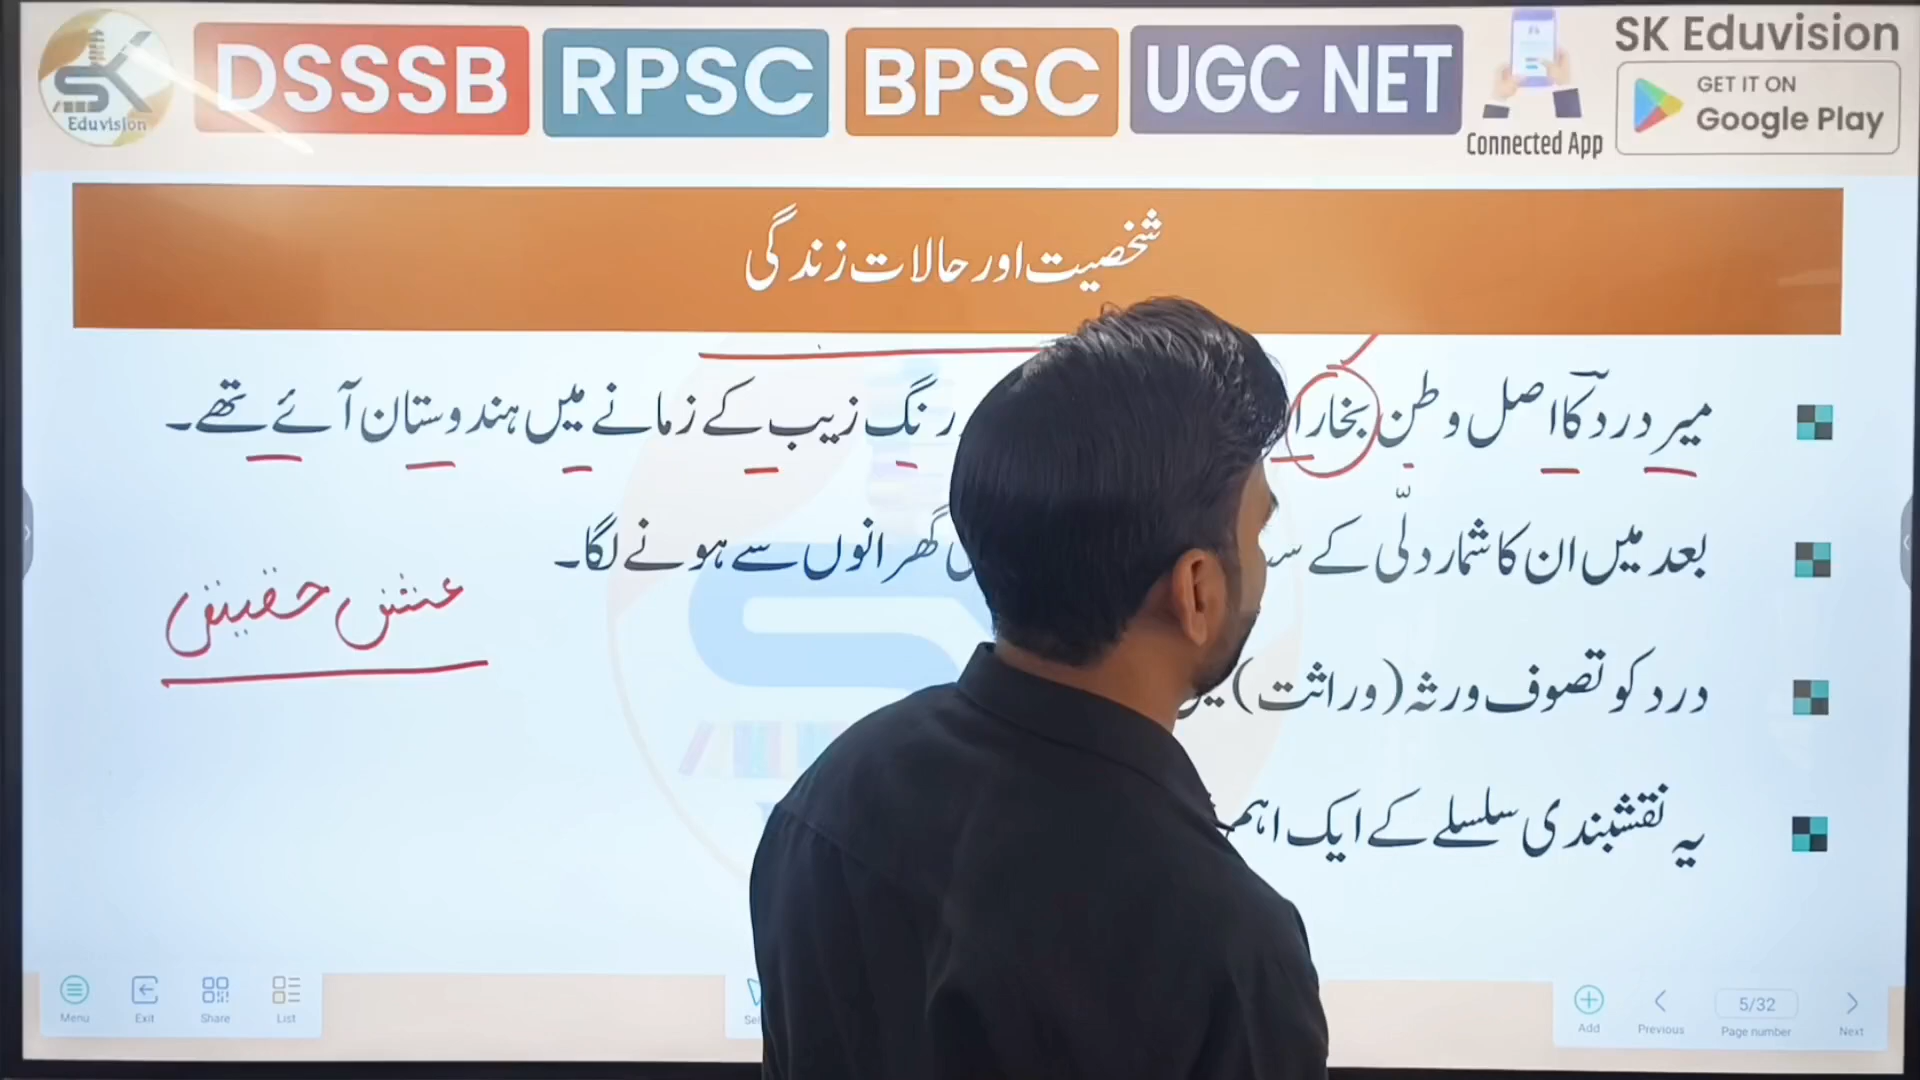 SK Eduvision
DSSSB
RPSC
BPSC
UGC NET
Connected App
SK Eduvision
GET IT ON
Google Play
شخصیت اور حالات زندگی
میر درد کا اصل وطن بخارا رنگ زیب کے زمانے میں ہندوستان آئے تھے۔
بعد میں ان کا شمار دلّی کے گھرانوں سے ہونے لگا۔
عشق حقیقی
درد کو تصوف ورثہ (وراثت)
یہ نقشبندی سلسلے کے ایک اہم
Menu
Exit
Share
List
Add
Previous
5/32
Page number
Next